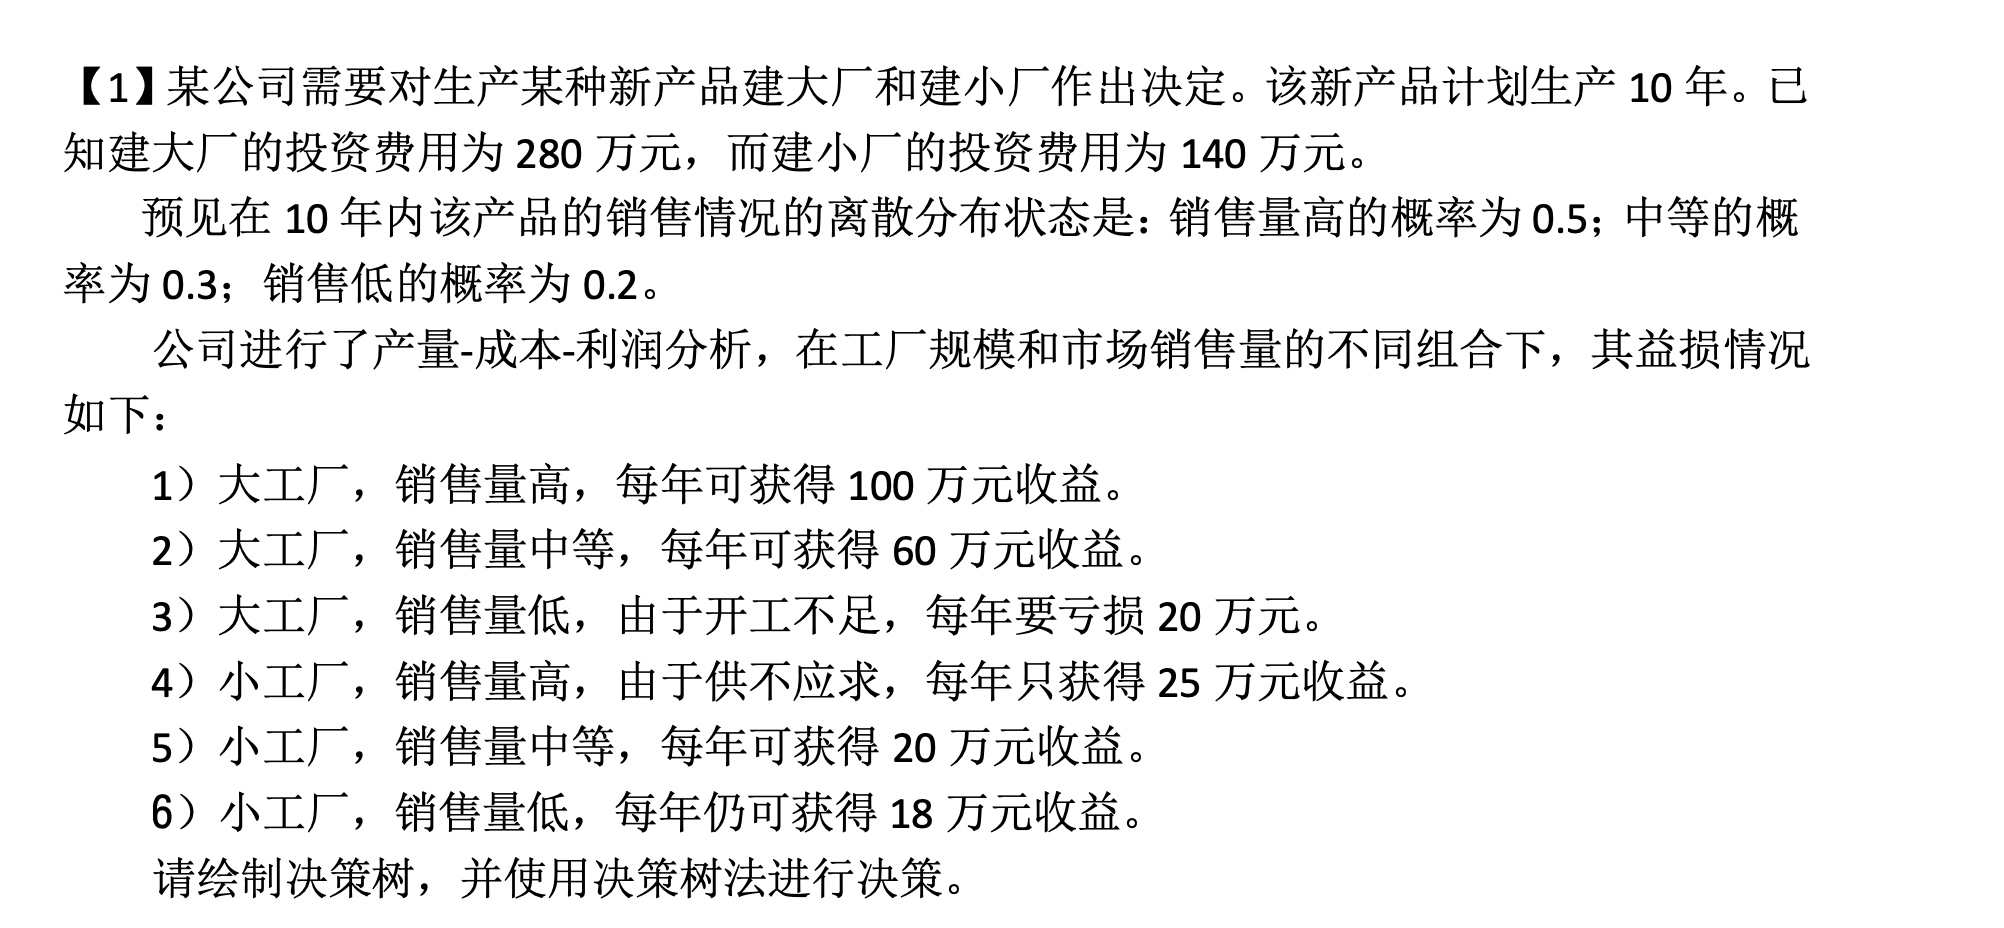 【1】某公司需要对生产某种新产品建大厂和建小厂作出决定。该新产品计划生产 10 年。已
知建大厂的投资费用为 280 万元，而建小厂的投资费用为 140 万元。
预见在 10 年内该产品的销售情况的离散分布状态是：销售量高的概率为 0.5；中等的概
率为 0.3；销售低的概率为 0.2。
公司进行了产量-成本-利润分析，在工厂规模和市场销售量的不同组合下，其益损情况
如下：
1）大工厂，销售量高，每年可获得 100 万元收益。
2）大工厂，销售量中等，每年可获得 60 万元收益。
3）大工厂，销售量低，由于开工不足，每年要亏损 20 万元。
4）小工厂，销售量高，由于供不应求，每年只获得 25 万元收益。
5）小工厂，销售量中等，每年可获得 20 万元收益。
6）小工厂，销售量低，每年仍可获得 18 万元收益。
请绘制决策树，并使用决策树法进行决策。